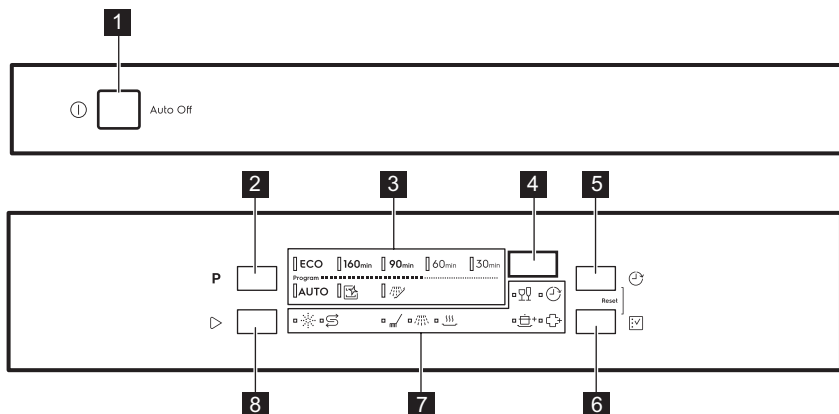 1
Auto Off
2 3 4 5
ECO 160min 90min 60min 30min
P
Program
AUTO
Reset
8 7 6